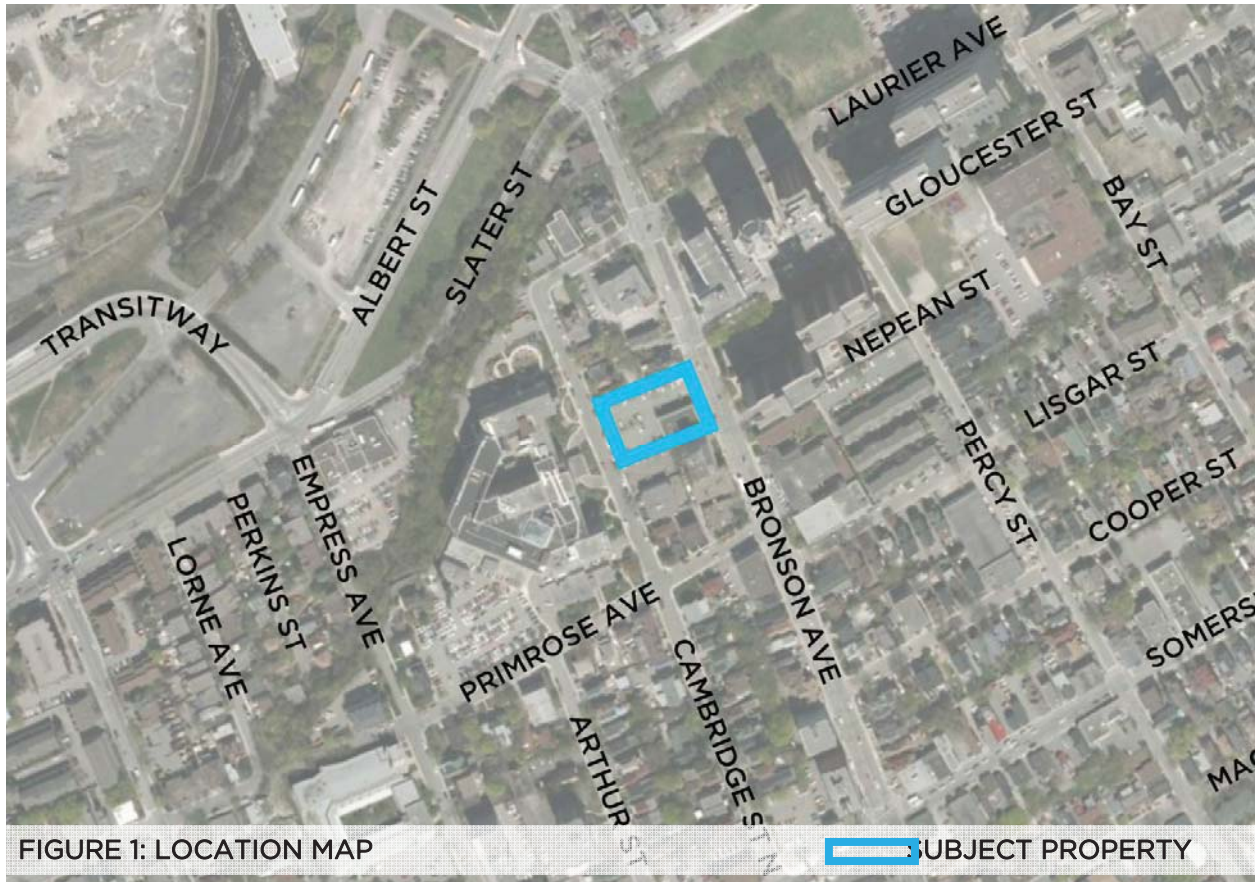 LAURIER AVE
GLOUCESTER ST
BAY ST
ALBERT ST
SLATER ST
TRANSITWAY
NEPEAN ST
LISGAR ST
PERCY ST
COOPER ST
EMPRESS AVE
PERKINS ST
LORNE AVE
BRONSON AVE
PRIMROSE AVE
SOMERS
CAMBRIDGE ST N
ARTHUR ST
MAC
FIGURE 1: LOCATION MAP
SUBJECT PROPERTY